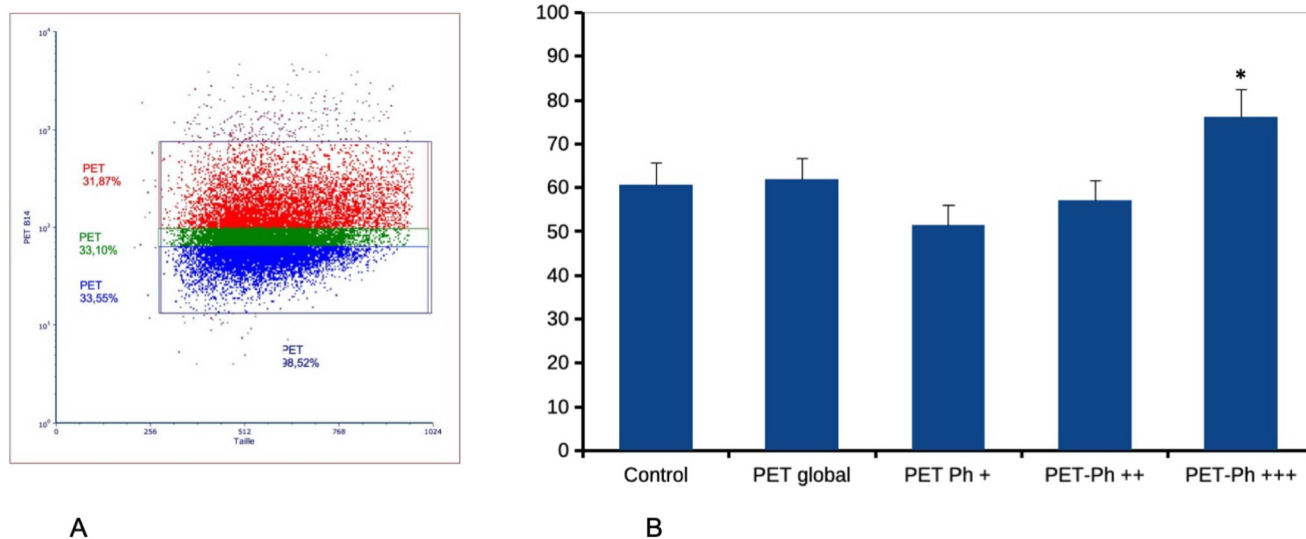 10⁴
10³
PET
31,87%
PET B14
10²
PET
33,10%
PET
33,55%
10¹
PET
98,52%
10⁰
0 256 512 768 1024
Taille
A
100
90
80
70
60
50
40
30
20
10
0
*
Control PET global PET Ph + PET-Ph ++ PET-Ph +++
B